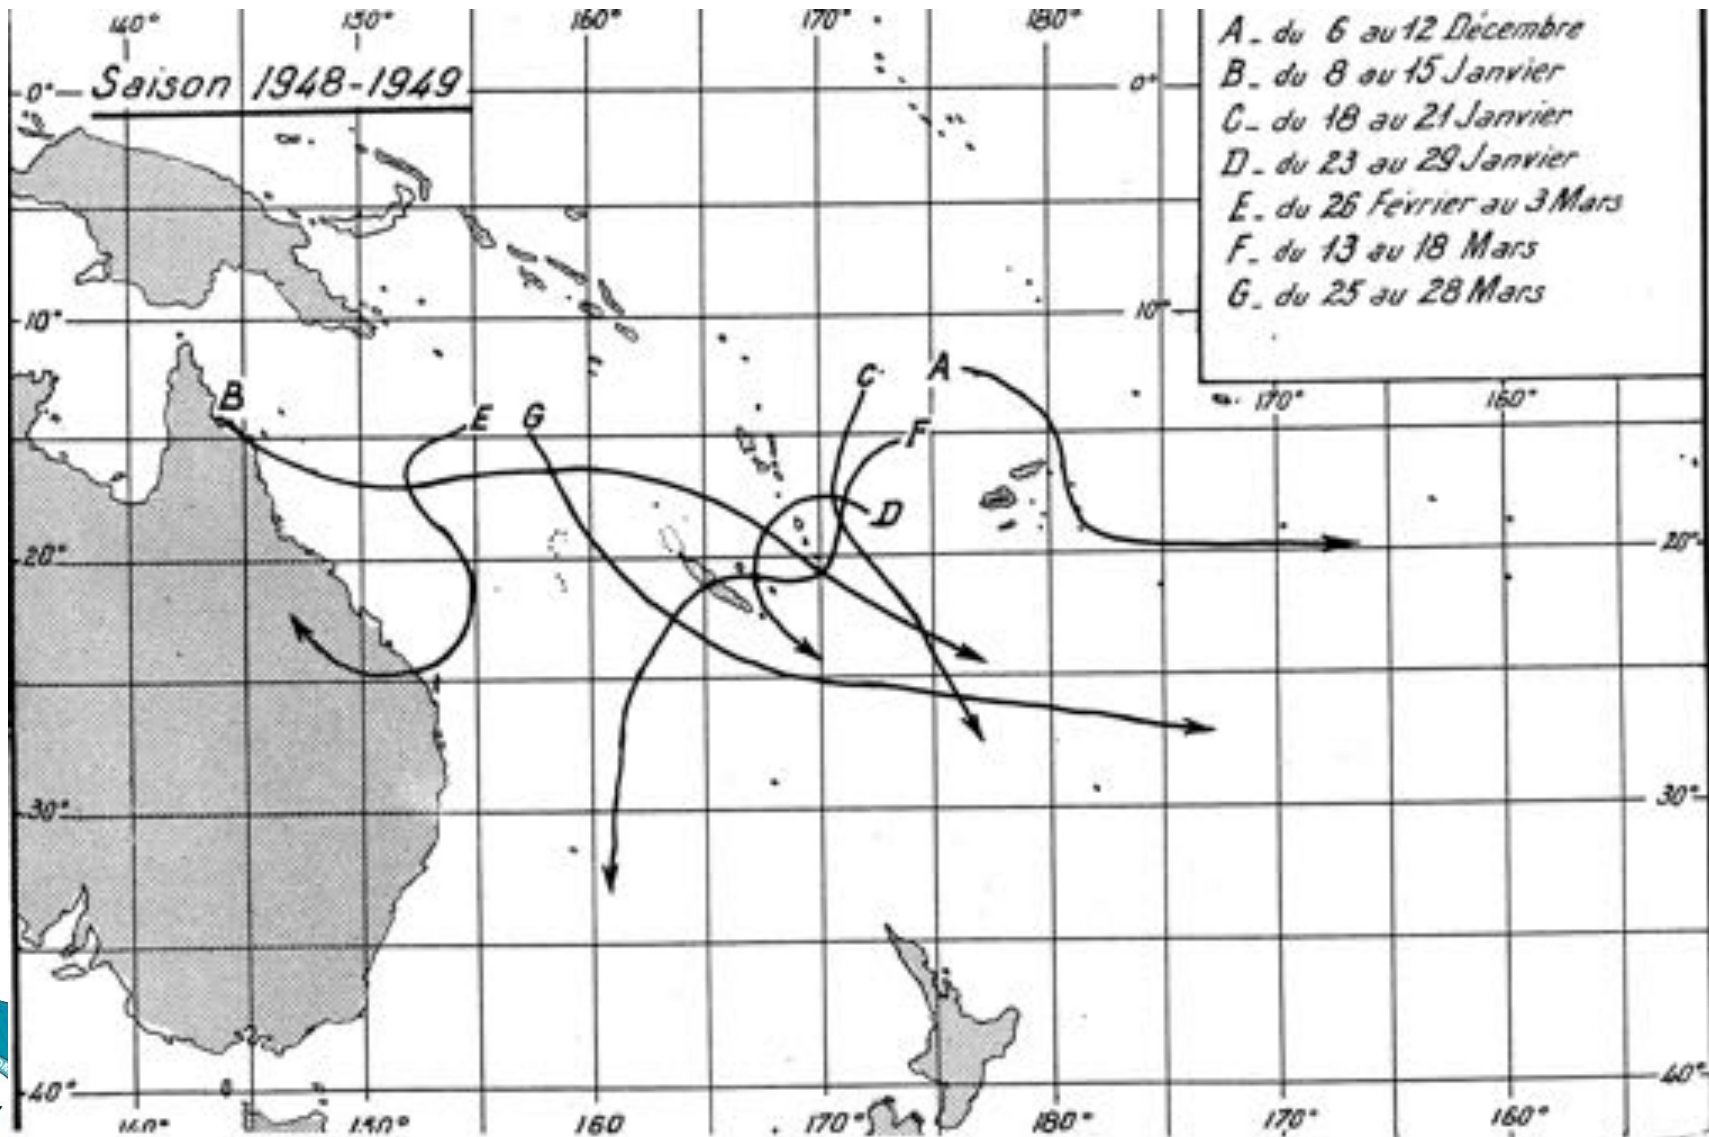 140° 150° 160° 170° 180°
Saison 1948-1949
A_ du 6 au 12 Décembre
B_ du 8 au 15 Janvier
C_ du 18 au 21 Janvier
D_ du 23 au 29 Janvier
E_ du 26 Février au 3 Mars
F_ du 13 au 18 Mars
G_ du 25 au 28 Mars
0° 0°
10° 10°
C A
B E G F
170° 160°
D
20° 20°
30° 30°
40° 40°
140° 150° 160 170° 180° 170° 160°